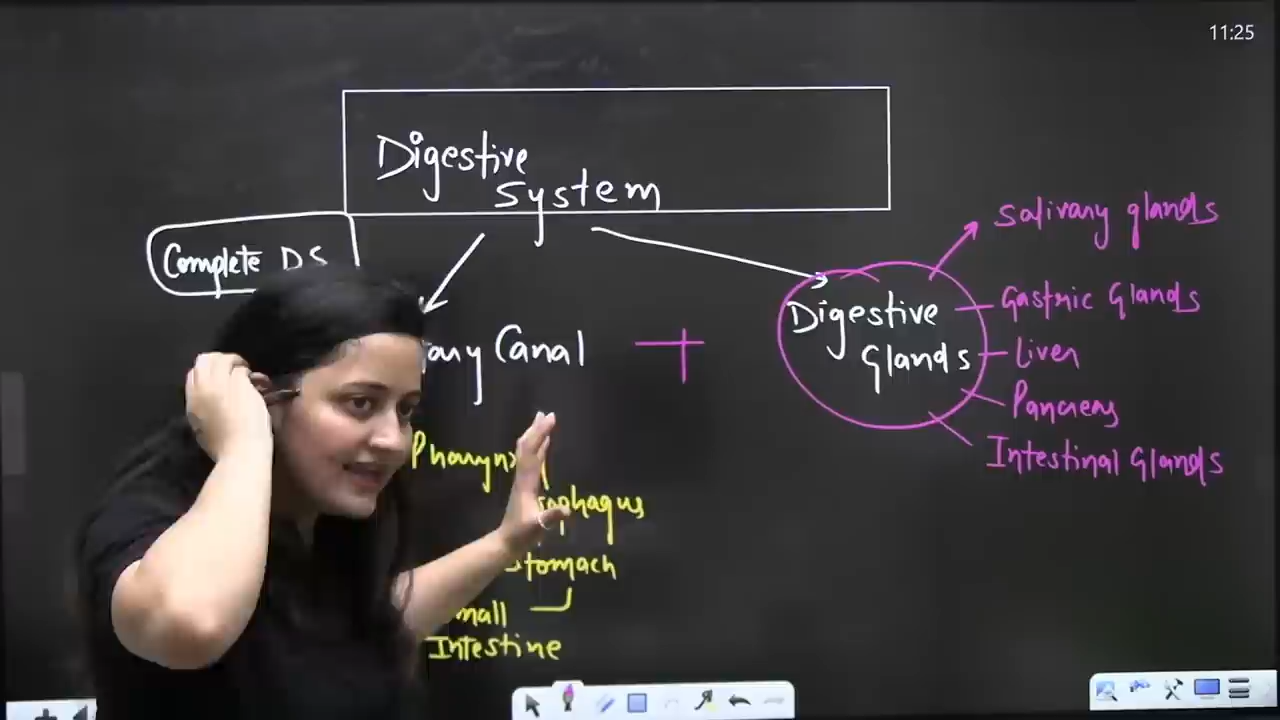 11:25
Digestive
System
Complete DS
Canal
+
Digestive
Glands
Salivary glands
Gastric Glands
Liver
Pancreas
Intestinal Glands
Pharynx
Stomach
Intestine